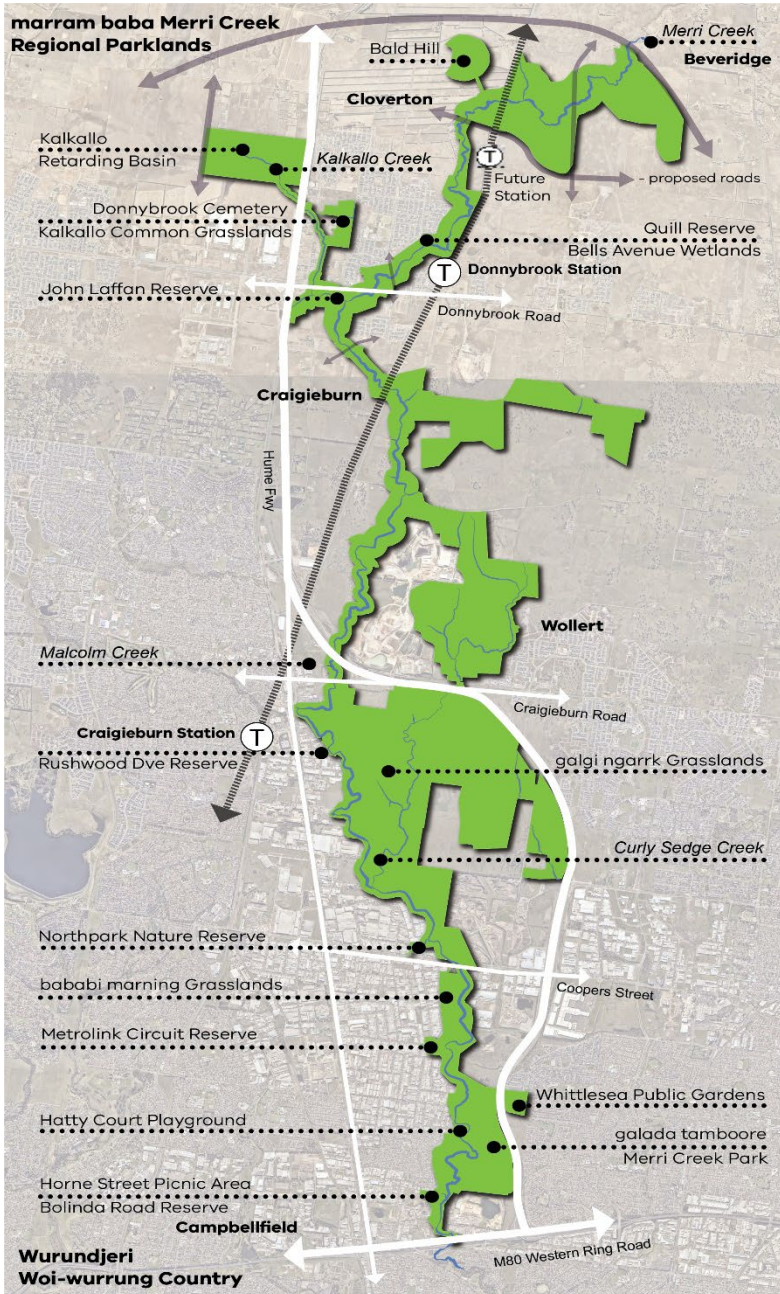 marram baba Merri Creek
Regional Parklands
Merri Creek
Beveridge
Bald Hill
Cloverton
Kalkallo
Retarding Basin
Kalkallo Creek
T
Future
Station
- proposed roads
Donnybrook Cemetery
Kalkallo Common Grasslands
Quill Reserve
Bells Avenue Wetlands
T
Donnybrook Station
John Laffan Reserve
Donnybrook Road
Craigieburn
Hume Fwy
Wollert
Malcolm Creek
Craigieburn Road
Craigieburn Station
T
Rushwood Dve Reserve
galgi ngarrk Grasslands
Curly Sedge Creek
Northpark Nature Reserve
Coopers Street
bababi marning Grasslands
Metrolink Circuit Reserve
Whittlesea Public Gardens
Hatty Court Playground
galada tamboore
Merri Creek Park
Horne Street Picnic Area
Bolinda Road Reserve
Campbellfield
M80 Western Ring Road
Wurundjeri
Woi-wurrung Country